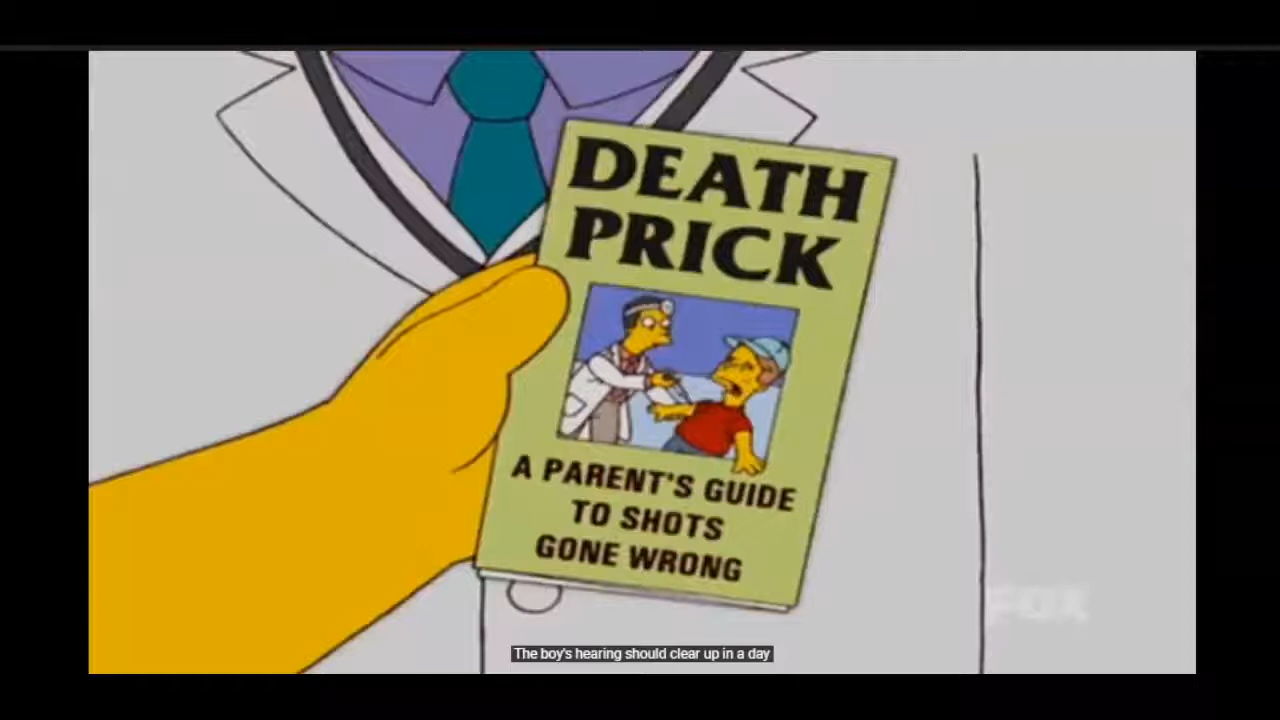 DEATH
PRICK
A PARENT'S GUIDE
TO SHOTS
GONE WRONG
FOX
The boy's hearing should clear up in a day